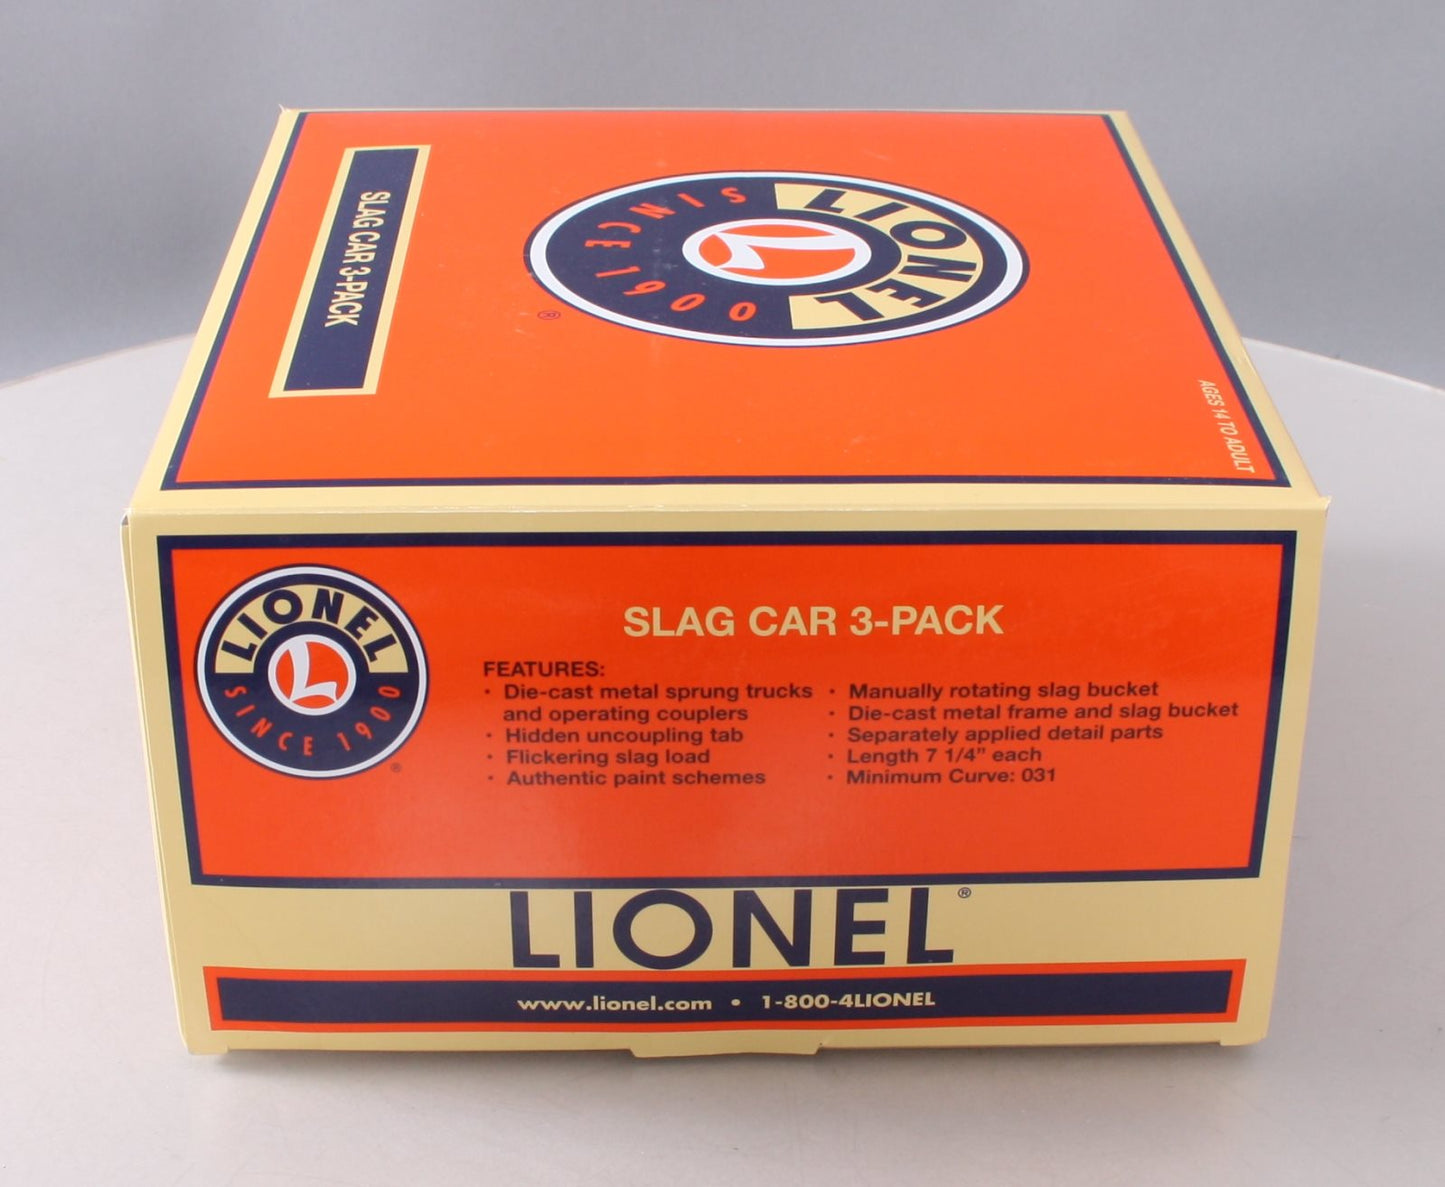 SLAG CAR 3-PACK
LIONEL
L
SINCE 1900
®
AGES 14 TO ADULT
LIONEL
L
SINCE 1900
®
SLAG CAR 3-PACK
FEATURES:
· Die-cast metal sprung trucks
and operating couplers
· Hidden uncoupling tab
· Flickering slag load
· Authentic paint schemes
· Manually rotating slag bucket
· Die-cast metal frame and slag bucket
· Separately applied detail parts
· Length 7 1/4" each
· Minimum Curve: 031
LIONEL®
www.lionel.com • 1-800-4LIONEL